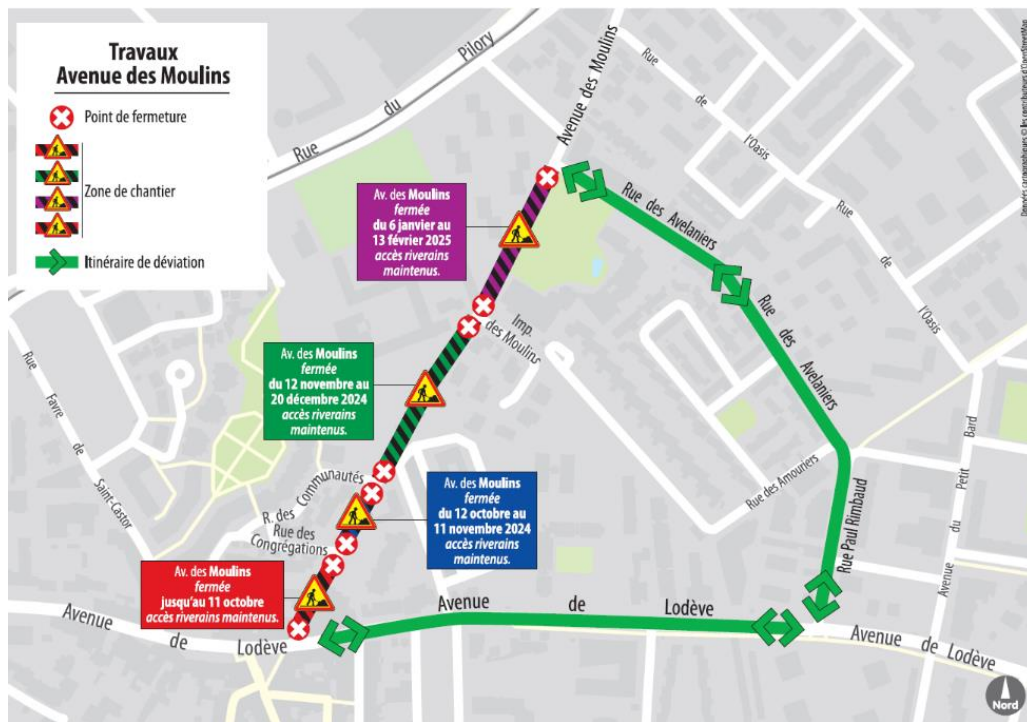 Travaux
Avenue des Moulins
Point de fermeture
Zone de chantier
Itinéraire de déviation
Rue du Pilory
Avenue des Moulins
Rue de l'Oasis
Rue de l'Oasis
Données cartographiques © les contributeurs d'OpenStreetMap
Av. des Moulins
fermée
du 6 janvier au
13 février 2025
accès riverains
maintenus.
Rue des Avelaniers
Rue des Avelaniers
Imp.
des Moulins
Av. des Moulins
fermée
du 12 novembre au
20 décembre 2024
accès riverains
maintenus.
Rue Favre de Saint-Castor
R. des Communautés
Rue des
Congrégations
Av. des Moulins
fermée
du 12 octobre au
11 novembre 2024
accès riverains
maintenus.
Rue des Amouriers
Rue Paul Rimbaud
Avenue du Petit Bard
Av. des Moulins
fermée
jusqu'au 11 octobre
accès riverains maintenus.
Avenue de Lodève
Avenue de Lodève
Avenue de Lodève
Nord